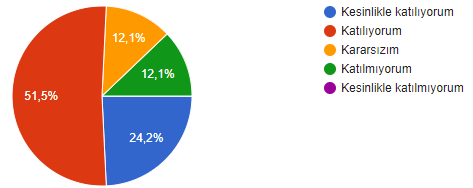 12,1%
12,1%
51,5%
24,2%
Kesinlikle katılıyorum
Katılıyorum
Kararsızım
Katılmıyorum
Kesinlikle katılmıyorum